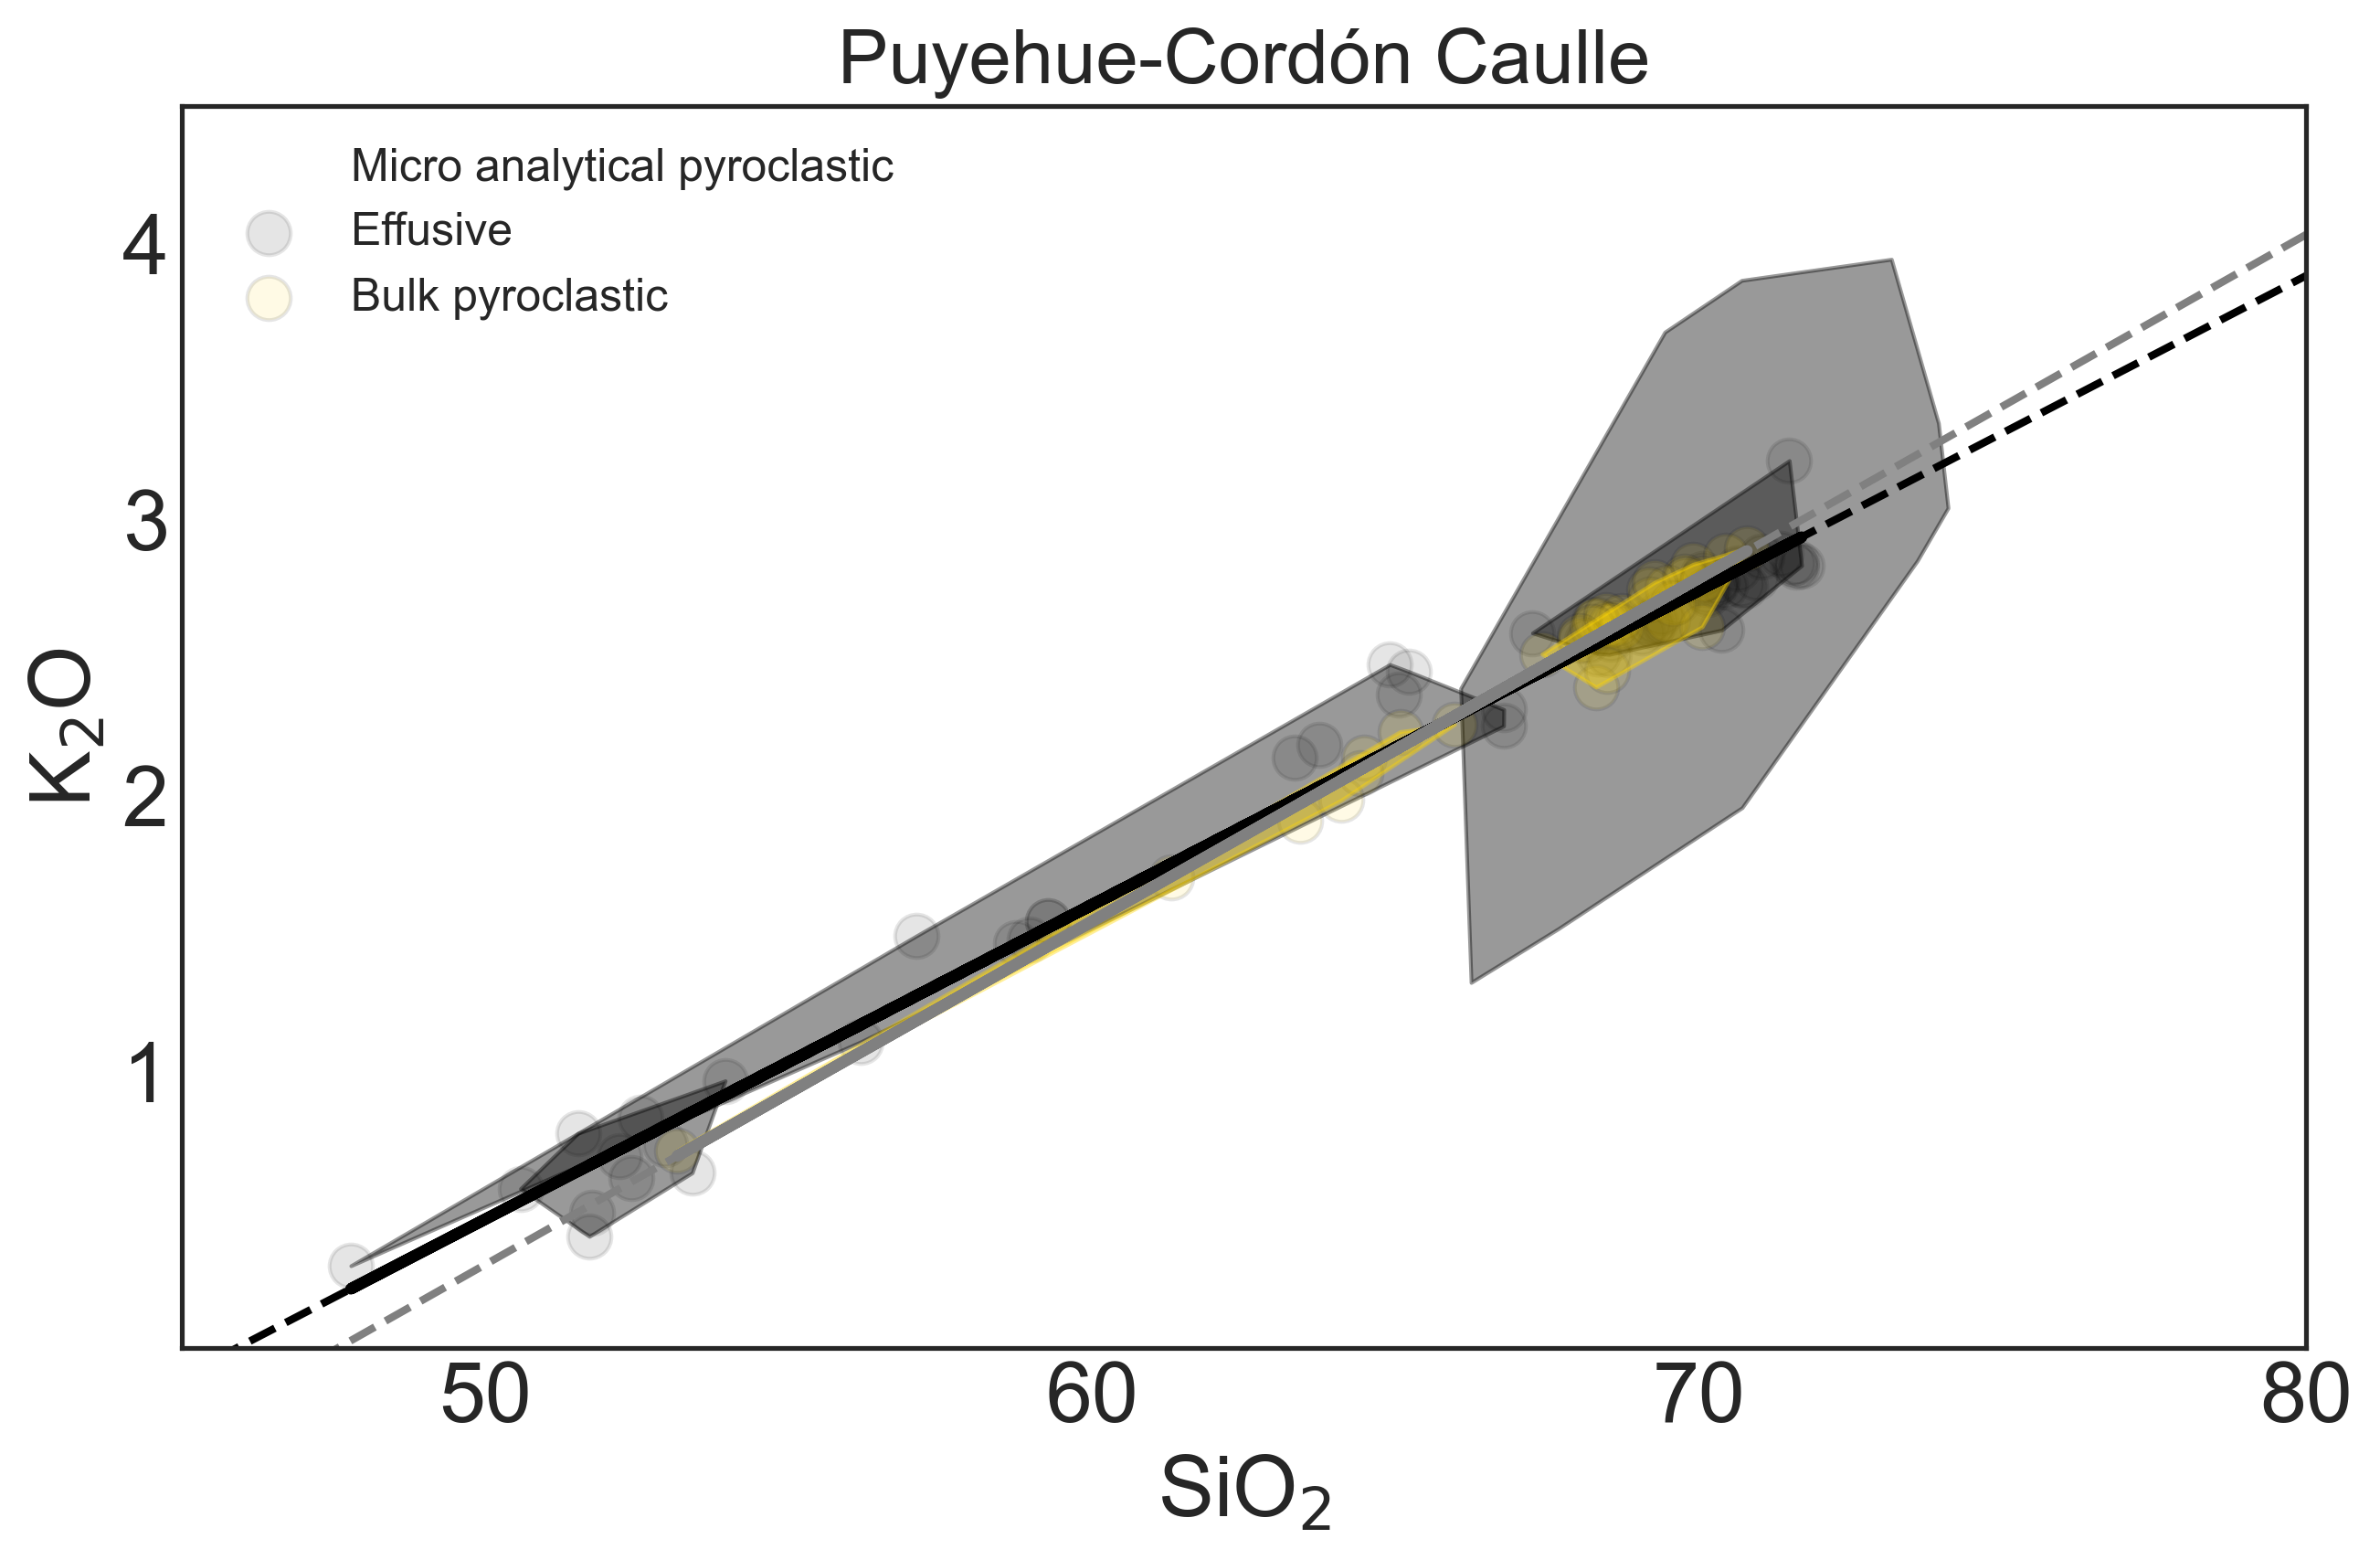 Puyehue-Cordón Caulle
Micro analytical pyroclastic
Effusive
Bulk pyroclastic
4
3
2
1
K₂O
50 60 70 80
SiO₂